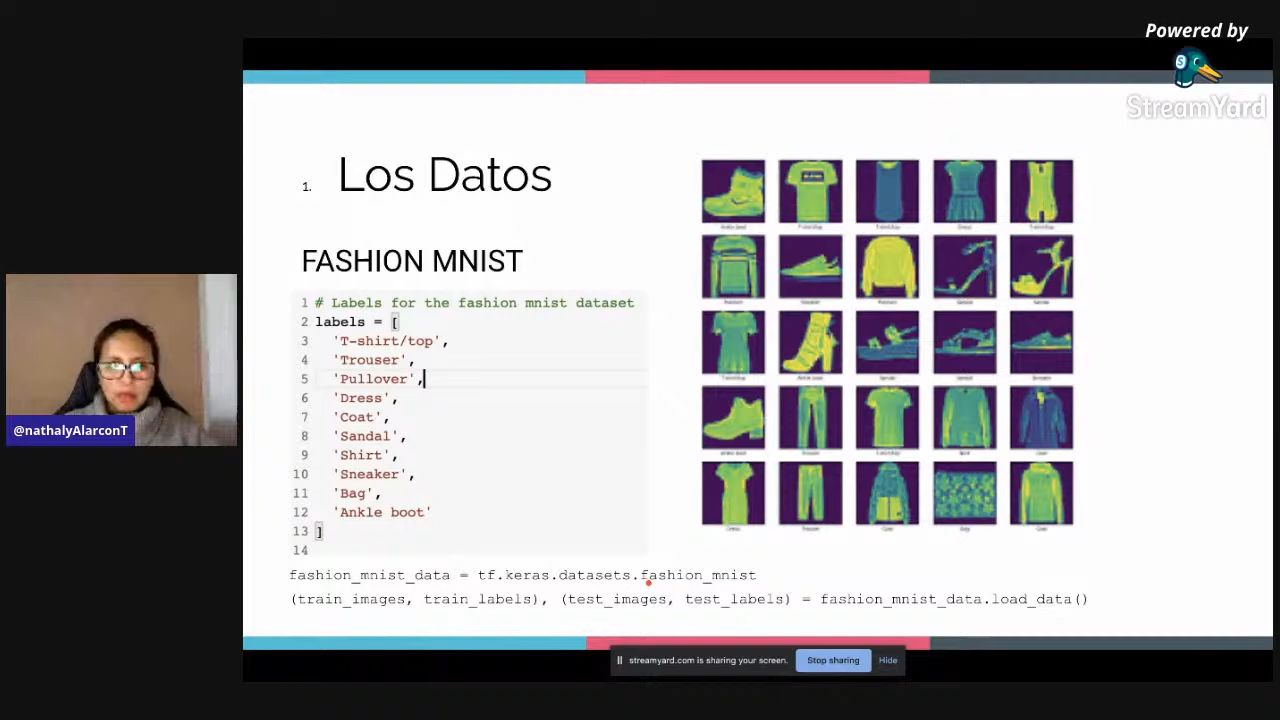 Powered by
StreamYard
1. Los Datos
FASHION MNIST
1 # Labels for the fashion mnist dataset
2 labels = [
3 'T-shirt/top',
4 'Trouser',
5 'Pullover',
6 'Dress',
7 'Coat',
8 'Sandal',
9 'Shirt',
10 'Sneaker',
11 'Bag',
12 'Ankle boot'
13 ]
14
fashion_mnist_data = tf.keras.datasets.fashion_mnist
(train_images, train_labels), (test_images, test_labels) = fashion_mnist_data.load_data()
@nathalyAlarconT
streamyard.com is sharing your screen.
Stop sharing
Hide